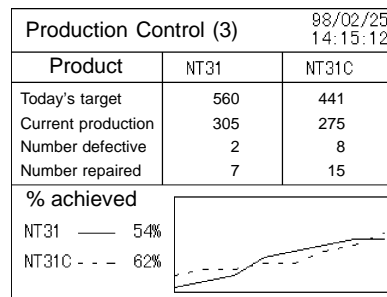 Production Control (3) 98/02/25
14:15:12
Product NT31 NT31C
Today's target 560 441
Current production 305 275
Number defective 2 8
Number repaired 7 15
% achieved
NT31 —— 54%
NT31C - - - 62%